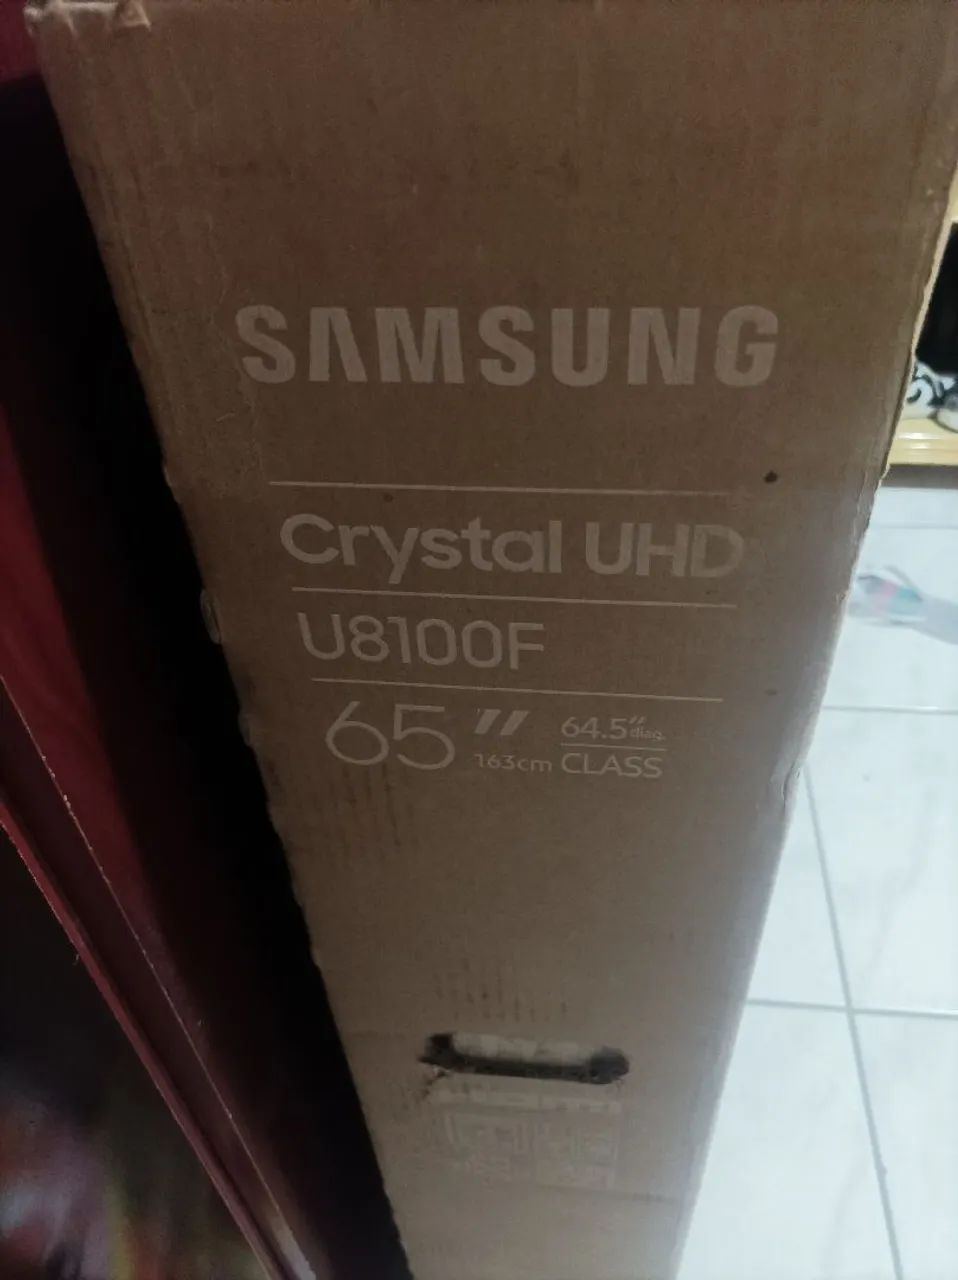 SAMSUNG
Crystal UHD
U8100F
65" 64.5" diag.
163cm CLASS